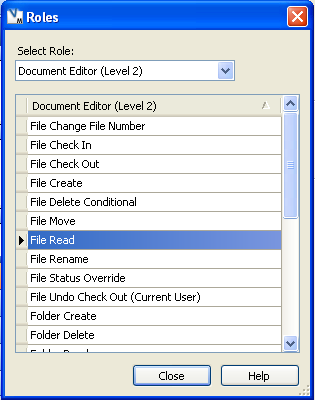 Roles
Select Role:
Document Editor (Level 2)
Document Editor (Level 2)
File Change File Number
File Check In
File Check Out
File Create
File Delete Conditional
File Move
File Read
File Rename
File Status Override
File Undo Check Out (Current User)
Folder Create
Folder Delete
Close
Help